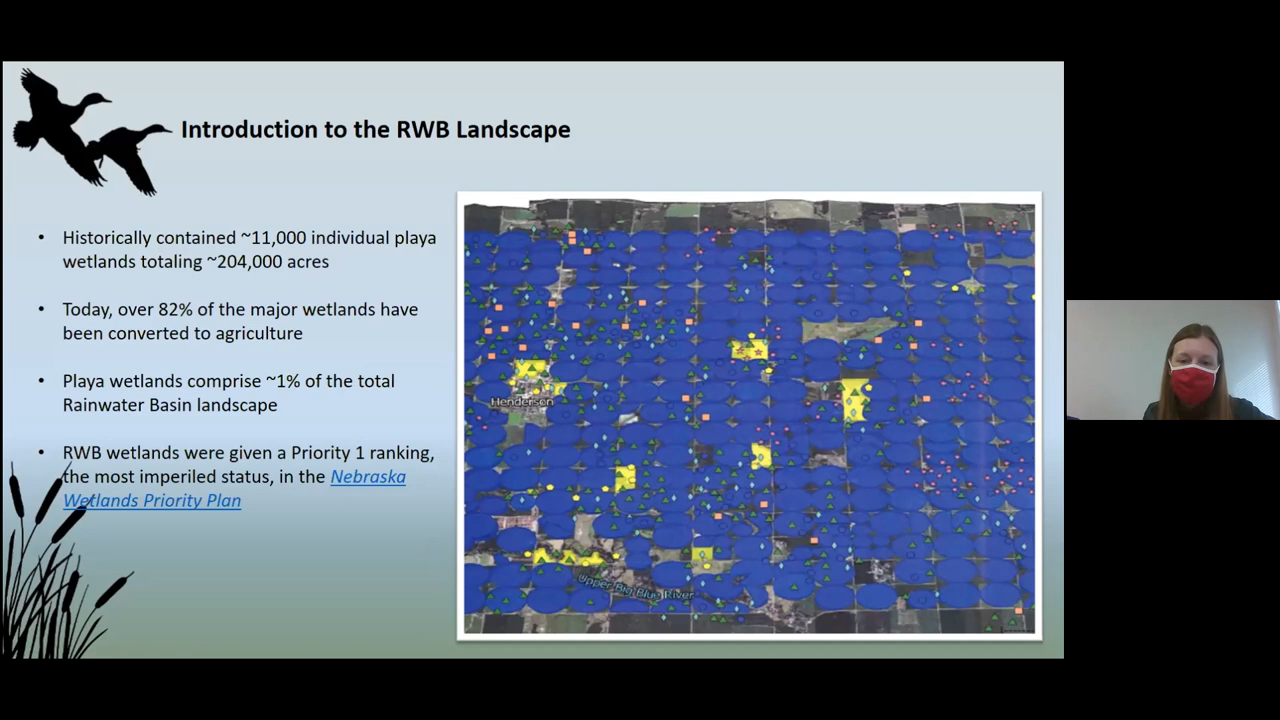 Introduction to the RWB Landscape
• Historically contained ~11,000 individual playa
wetlands totaling ~204,000 acres
• Today, over 82% of the major wetlands have
been converted to agriculture
• Playa wetlands comprise ~1% of the total
Rainwater Basin landscape
• RWB wetlands were given a Priority 1 ranking,
the most imperiled status, in the Nebraska
Wetlands Priority Plan
Henderson
Upper Big Blue River